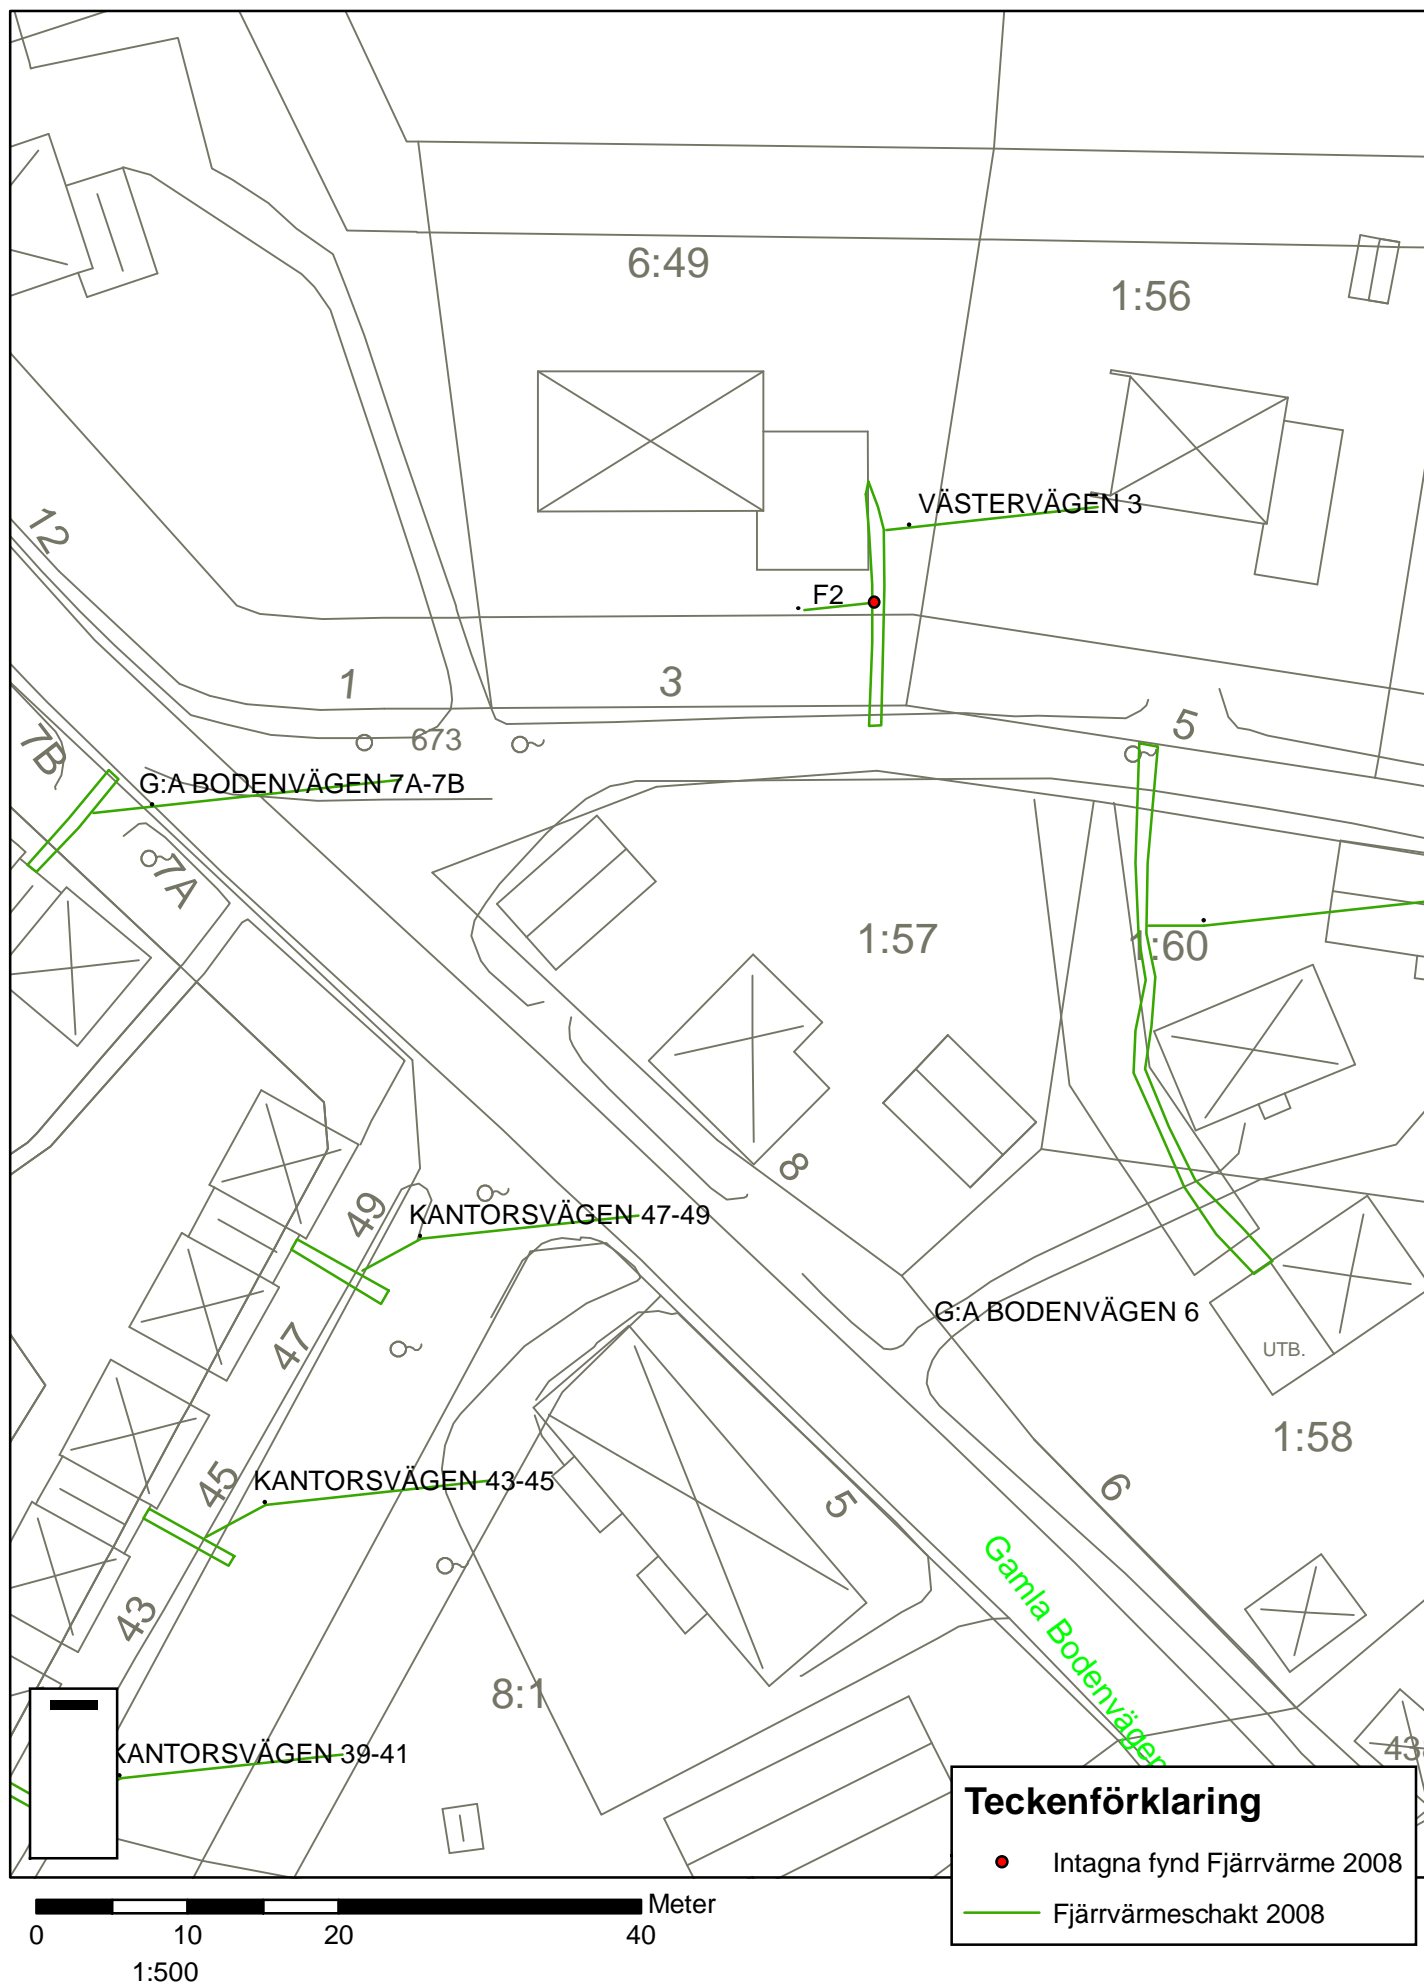 6:49
1:56
VÄSTERVÄGEN 3
12
F2
1
3
5
673
7B
G:A BODENVÄGEN 7A-7B
7A
1:57
1:60
8
49
KANTORSVÄGEN 47-49
47
G:A BODENVÄGEN 6
UTB.
1:58
45
KANTORSVÄGEN 43-45
5
6
43
Gamla Bodenvägen
8:1
KANTORSVÄGEN 39-41
Teckenförklaring
Intagna fynd Fjärrvärme 2008
Fjärrvärmeschakt 2008
Meter
0 10 20 40
1:500